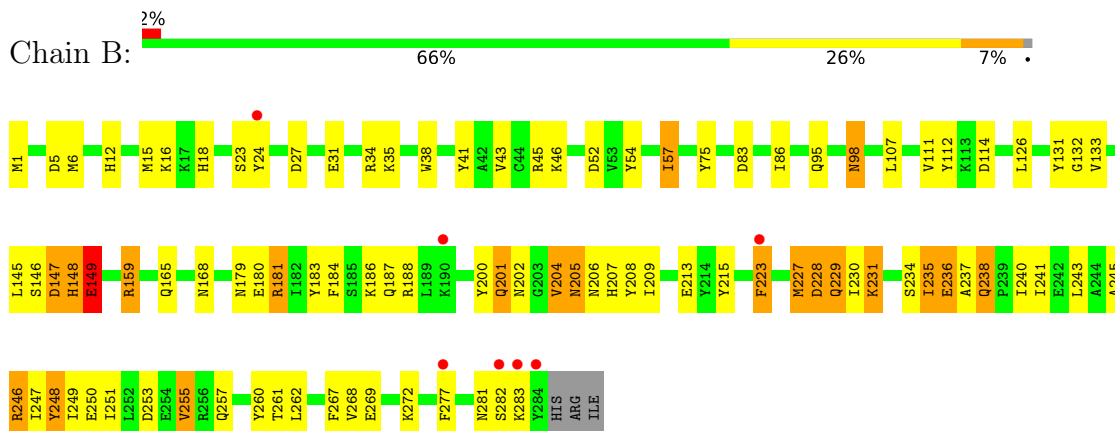 2%
Chain B:
66% 26% 7% •
M1 D5 M6 H12 M15 K16 K17 H18 S23 Y24 D27 E31 R34 K35 W38 Y41 A42 V43 C44 R45 K46 D52 V53 Y54 I57 Y75 D83 I86 Q95 N98 L107 V111 Y112 K113 D114 L126 Y131 G132 V133
L145 S146 D147 H148 E149 R159 Q165 N168 N179 E180 R181 I182 Y183 F184 S185 K186 Q187 R188 L189 K190 Y200 Q201 N202 G203 V204 N205 N206 H207 Y208 I209 E213 Y214 Y215 F223 M227 D228 Q229 I230 K231 S234 I235 E236 A237 Q238 P239 I240 I241 E242 L243 A244 A245
R246 I247 Y248 I249 E250 I251 L252 D253 E254 V255 R256 Q257 Y260 T261 L262 F267 V268 E269 K272 F277 N281 S282 K283 Y284 HIS ARG ILE